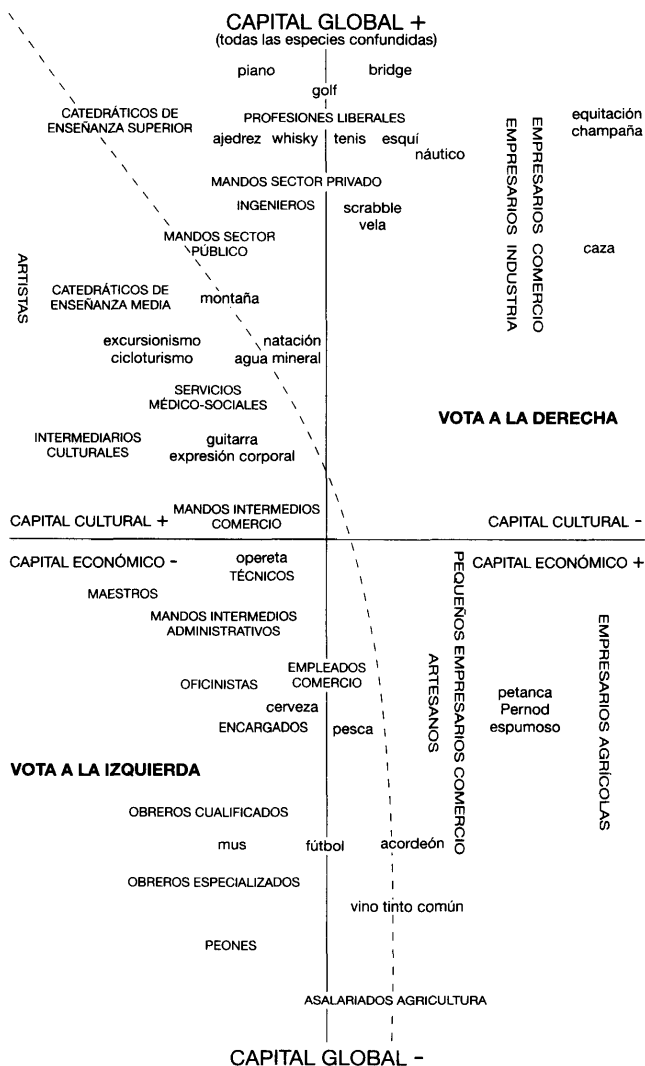 CAPITAL GLOBAL +
(todas las especies confundidas)
piano
bridge
golf
CATEDRÁTICOS DE
ENSEÑANZA SUPERIOR
PROFESIONES LIBERALES
equitación
champaña
ajedrez whisky tenis esquí
náutico
EMPRESARIOS COMERCIO
EMPRESARIOS INDUSTRIA
MANDOS SECTOR PRIVADO
INGENIEROS
scrabble
vela
MANDOS SECTOR
PÚBLICO
caza
ARTISTAS
CATEDRÁTICOS DE
ENSEÑANZA MEDIA
montaña
excursionismo
cicloturismo
natación
agua mineral
SERVICIOS
MÉDICO-SOCIALES
VOTA A LA DERECHA
INTERMEDIARIOS
CULTURALES
guitarra
expresión corporal
MANDOS INTERMEDIOS
COMERCIO
CAPITAL CULTURAL +
CAPITAL CULTURAL -
CAPITAL ECONÓMICO -
opereta
TÉCNICOS
CAPITAL ECONÓMICO +
MAESTROS
MANDOS INTERMEDIOS
ADMINISTRATIVOS
PEQUEÑOS EMPRESARIOS COMERCIO
ARTESANOS
EMPRESARIOS AGRÍCOLAS
EMPLEADOS
COMERCIO
OFICINISTAS
petanca
Pernod
espumoso
cerveza
ENCARGADOS
pesca
VOTA A LA IZQUIERDA
OBREROS CUALIFICADOS
mus
fútbol
acordeón
OBREROS ESPECIALIZADOS
vino tinto común
PEONES
ASALARIADOS AGRICULTURA
CAPITAL GLOBAL -